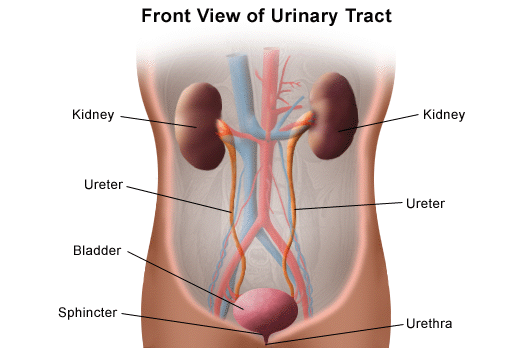 Front View of Urinary Tract
Kidney
Kidney
Ureter
Ureter
Bladder
Sphincter
Urethra